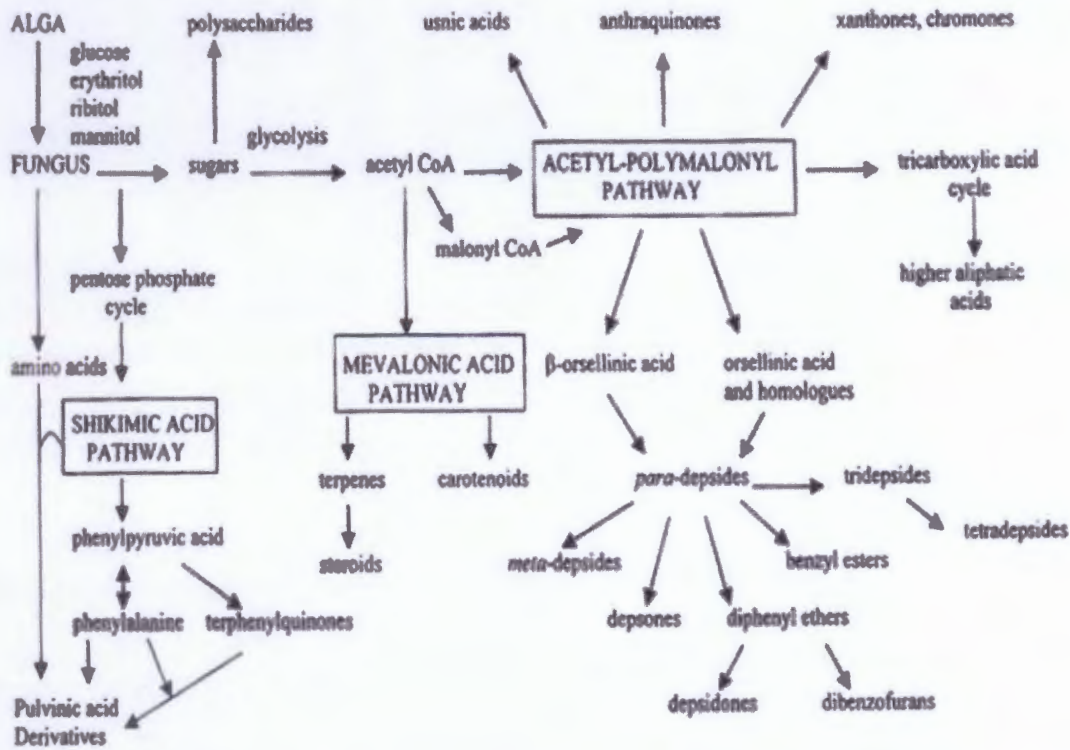 ALGA
polysaccharides
usnic acids
anthraquinones
xanthones, chromones
glucose
erythritol
ribitol
mannitol
glycolysis
FUNGUS
sugars
acetyl CoA
ACETYL-POLYMALONYL
PATHWAY
tricarboxylic acid
cycle
malonyl CoA
higher aliphatic
acids
pentose phosphate
cycle
amino acids
MEVALONIC ACID
PATHWAY
β-orsellinic acid
orsellinic acid
and homologues
SHIKIMIC ACID
PATHWAY
terpenes
carotenoids
para-depsides
tridepsides
tetradepsides
phenylpyruvic acid
steroids
meta-depsides
benzyl esters
phenylalanine
terphenylquinones
depsones
diphenyl ethers
Pulvinic acid
Derivatives
depsidones
dibenzofurans